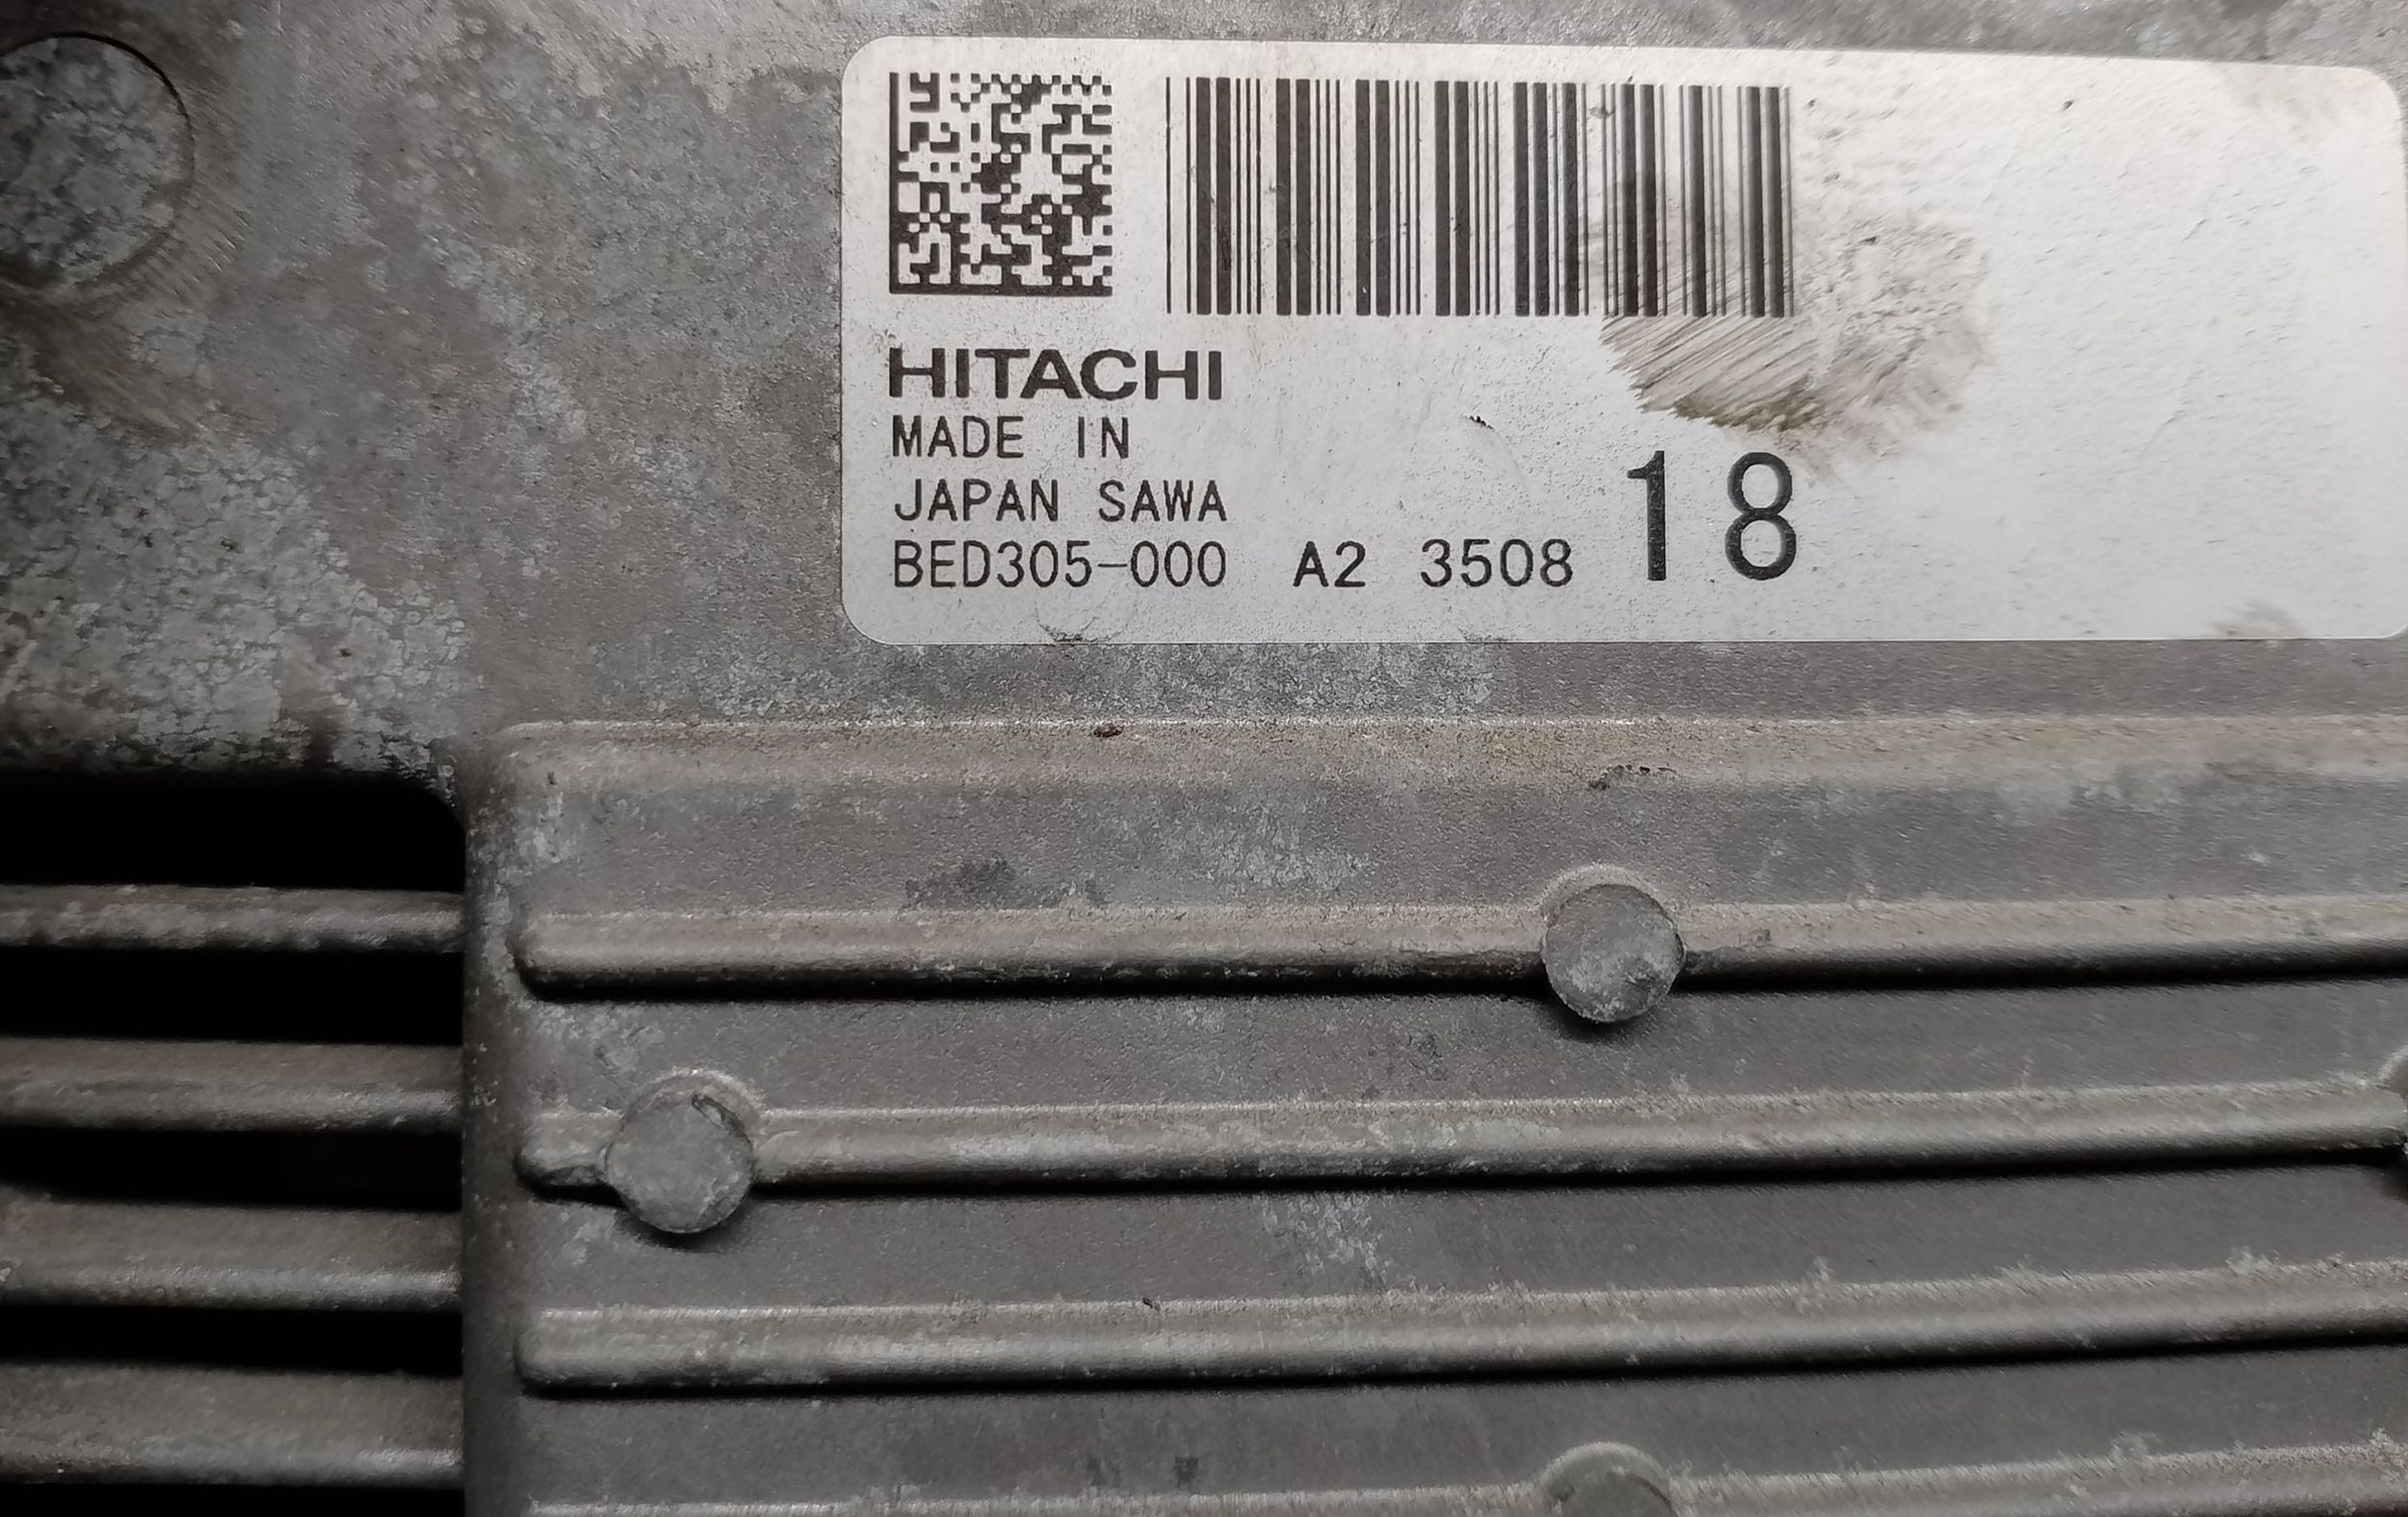 HITACHI
MADE IN
JAPAN SAWA
BED305-000 A2 3508 18